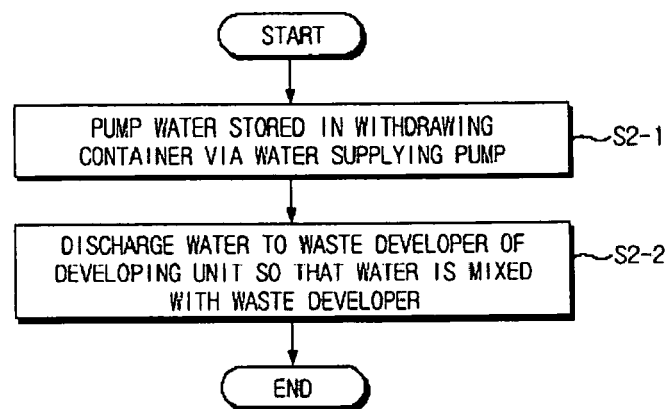 START
PUMP WATER STORED IN WITHDRAWING
CONTAINER VIA WATER SUPPLYING PUMP
S2-1
DISCHARGE WATER TO WASTE DEVELOPER OF
DEVELOPING UNIT SO THAT WATER IS MIXED
WITH WASTE DEVELOPER
S2-2
END